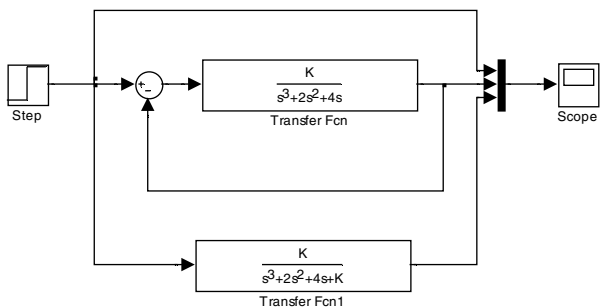 K
s³+2s²+4s
Transfer Fcn
Step
+
−
Scope
K
s³+2s²+4s+K
Transfer Fcn1